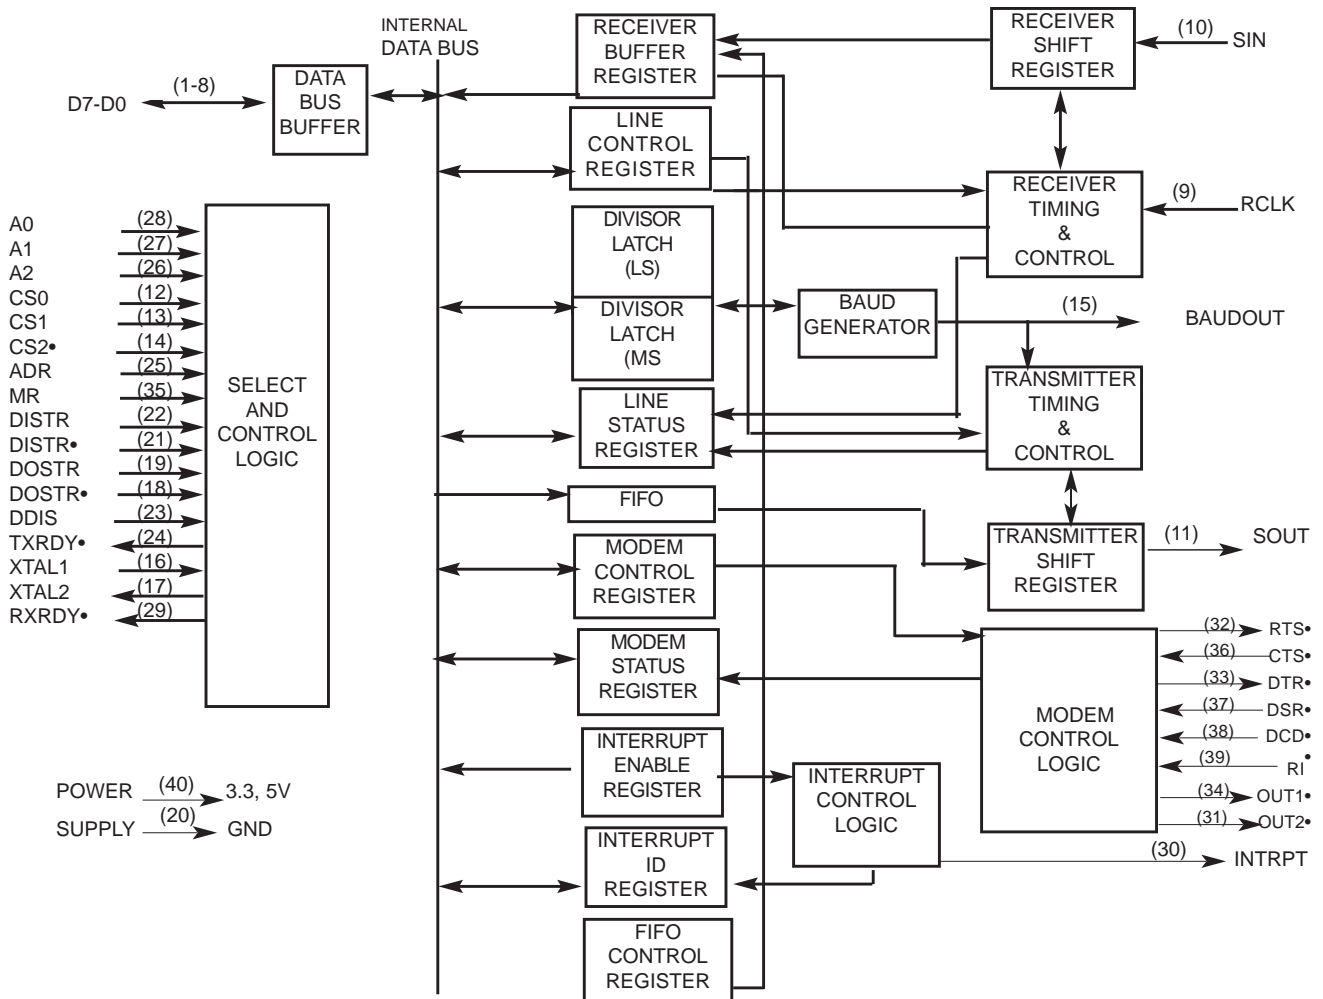 INTERNAL
DATA BUS
D7-D0
(1-8)
DATA
BUS
BUFFER
A0
(28)
A1
(27)
A2
(26)
CS0
(12)
CS1
(13)
CS2•
(14)
ADR
(25)
MR
(35)
DISTR
(22)
DISTR•
(21)
DOSTR
(19)
DOSTR•
(18)
DDIS
(23)
TXRDY•
(24)
XTAL1
(16)
XTAL2
(17)
RXRDY•
(29)
SELECT
AND
CONTROL
LOGIC
POWER
(40)
3.3, 5V
SUPPLY
(20)
GND
RECEIVER
BUFFER
REGISTER
LINE
CONTROL
REGISTER
DIVISOR
LATCH
(LS)
DIVISOR
LATCH
(MS
LINE
STATUS
REGISTER
FIFO
MODEM
CONTROL
REGISTER
MODEM
STATUS
REGISTER
INTERRUPT
ENABLE
REGISTER
INTERRUPT
ID
REGISTER
FIFO
CONTROL
REGISTER
BAUD
GENERATOR
INTERRUPT
CONTROL
LOGIC
RECEIVER
SHIFT
REGISTER
(10)
SIN
RECEIVER
TIMING
&
CONTROL
(9)
RCLK
(15)
BAUDOUT
TRANSMITTER
TIMING
&
CONTROL
TRANSMITTER
SHIFT
REGISTER
(11)
SOUT
MODEM
CONTROL
LOGIC
(32)
RTS•
(36)
CTS•
(33)
DTR•
(37)
DSR•
(38)
DCD•
(39)
RI•
(34)
OUT1•
(31)
OUT2•
(30)
INTRPT